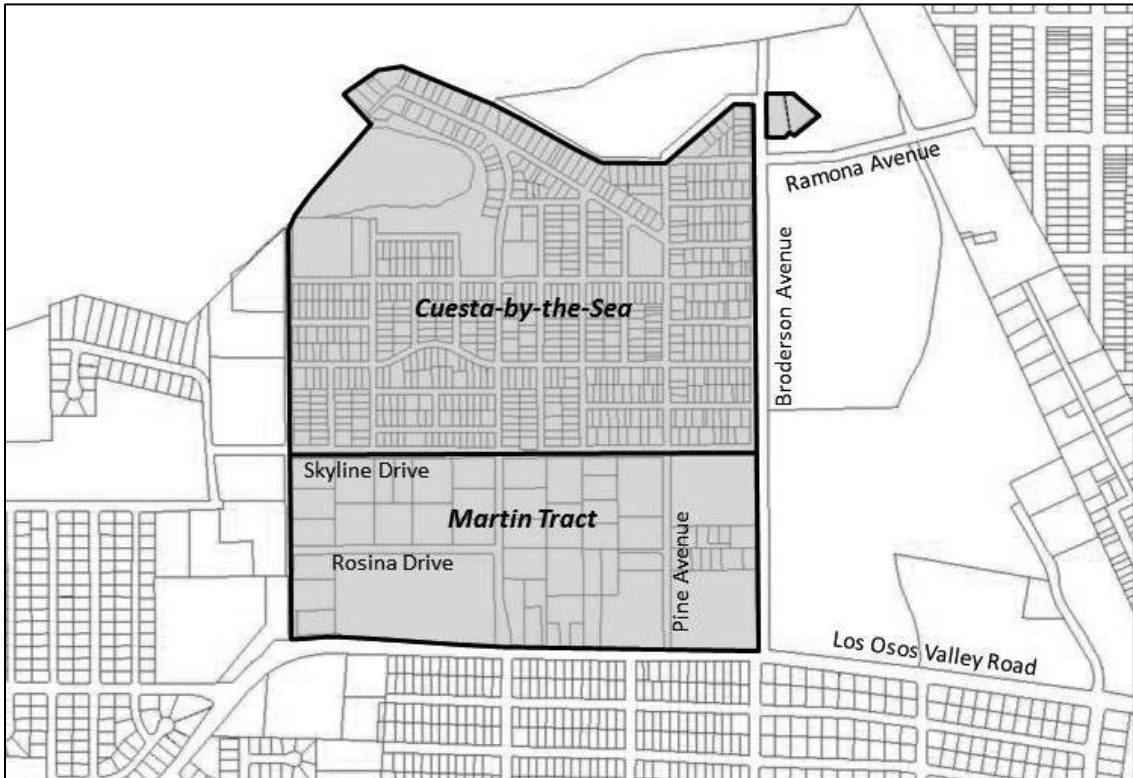 Ramona Avenue
Broderson Avenue
Cuesta-by-the-Sea
Skyline Drive
Martin Tract
Rosina Drive
Pine Avenue
Los Osos Valley Road